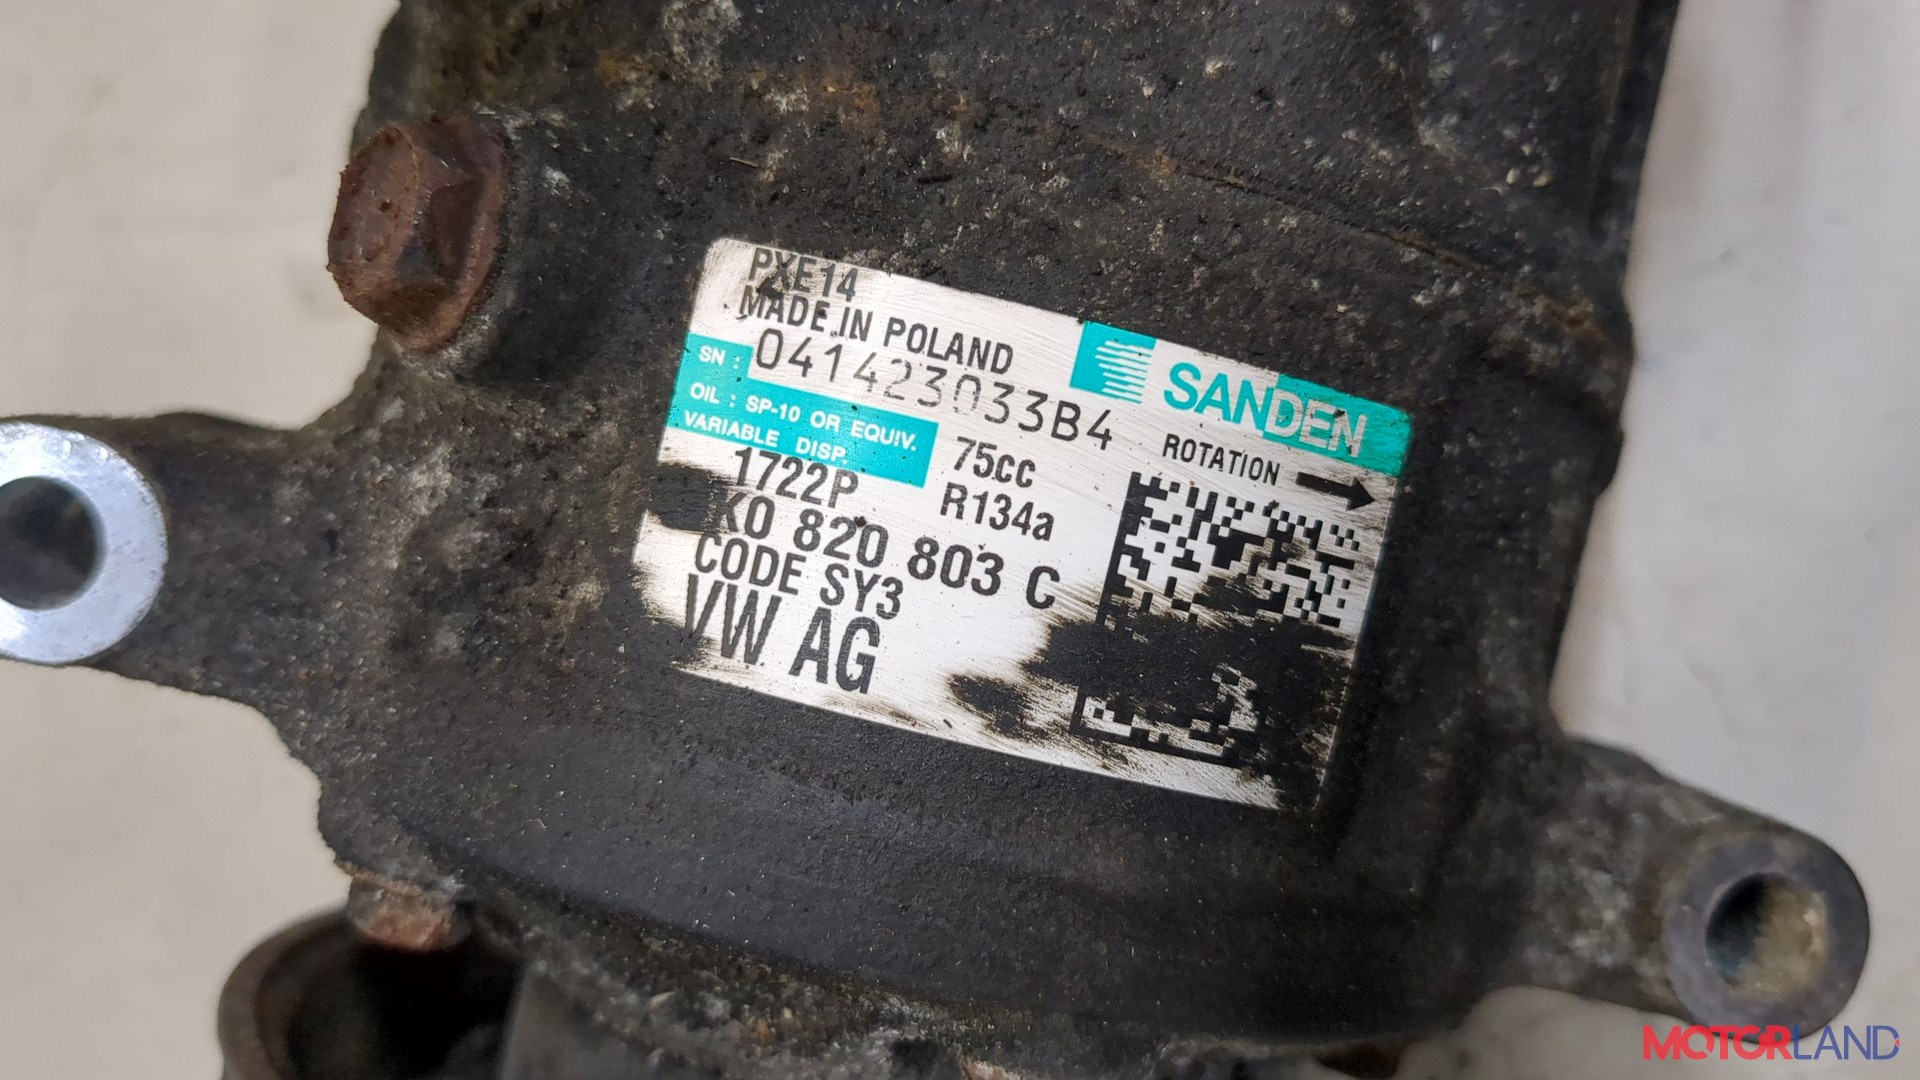 PXE14
MADE IN POLAND
SANDEN
SN : 041423033B4
OIL : SP-10 OR EQUIV.
VARIABLE DISP.
75cc
ROTATION
1722P
R134a
K0 820 803 C
CODE SY3
VW AG
MOTORLAND